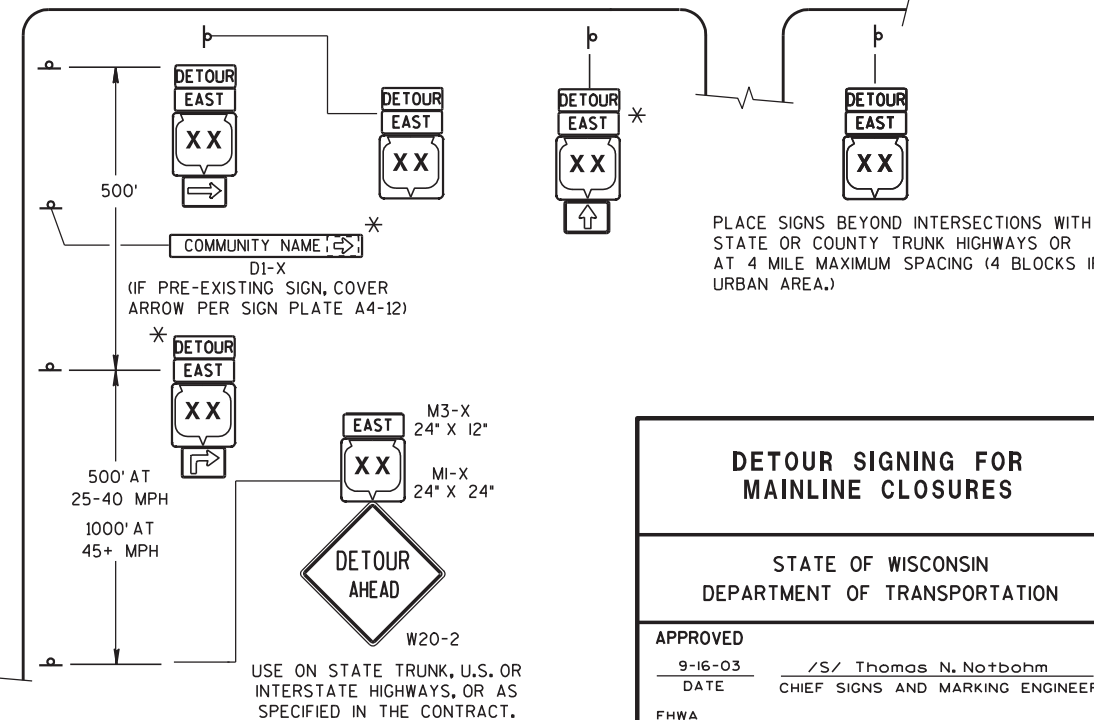 DETOUR
EAST
XX
DETOUR
EAST
XX
DETOUR
EAST
XX
DETOUR
EAST
XX
500'
COMMUNITY NAME
D1-X
(IF PRE-EXISTING SIGN, COVER
ARROW PER SIGN PLATE A4-12)
PLACE SIGNS BEYOND INTERSECTIONS WITH
STATE OR COUNTY TRUNK HIGHWAYS OR
AT 4 MILE MAXIMUM SPACING (4 BLOCKS IF
URBAN AREA.)
DETOUR
EAST
XX
500' AT
25-40 MPH
1000' AT
45+ MPH
EAST
XX
M3-X
24" X 12"
M1-X
24" X 24"
DETOUR
AHEAD
W20-2
USE ON STATE TRUNK, U.S. OR
INTERSTATE HIGHWAYS, OR AS
SPECIFIED IN THE CONTRACT.
DETOUR SIGNING FOR
MAINLINE CLOSURES
STATE OF WISCONSIN
DEPARTMENT OF TRANSPORTATION
APPROVED
9-16-03 /S/ Thomas N. Notbohm
DATE CHIEF SIGNS AND MARKING ENGINEER
FHWA